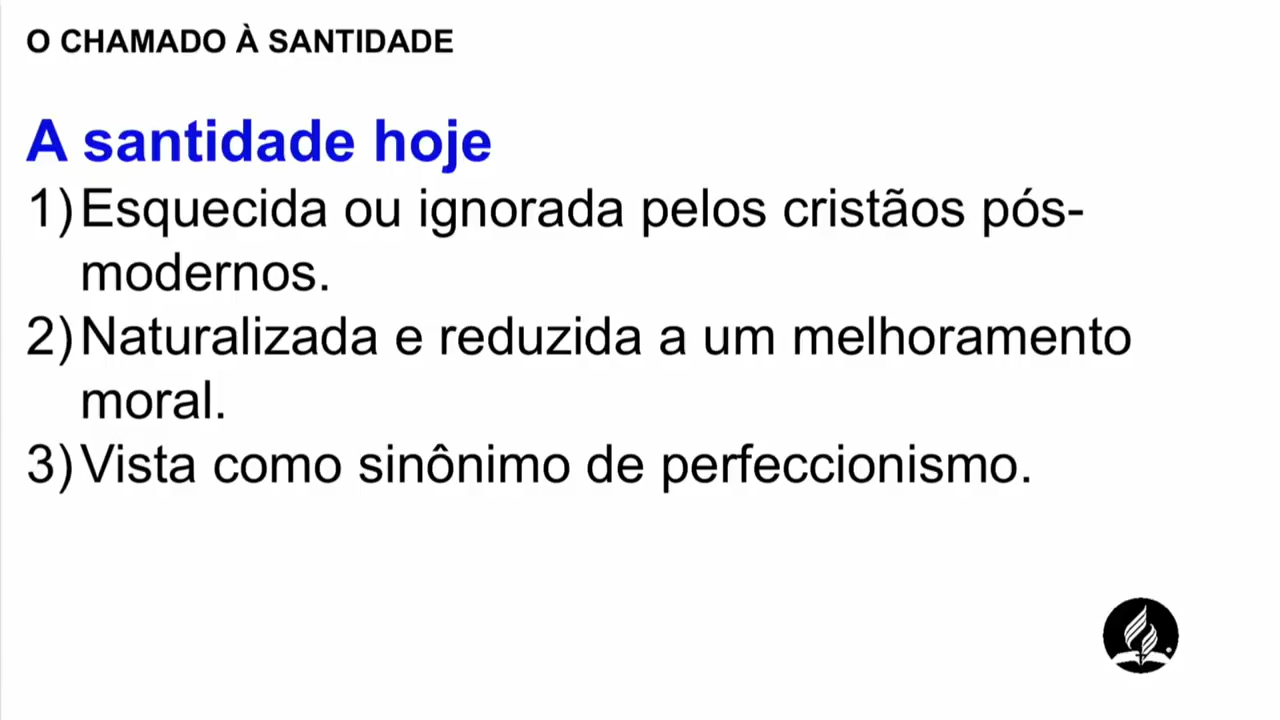 O CHAMADO À SANTIDADE
A santidade hoje
1) Esquecida ou ignorada pelos cristãos pós-
modernos.
2) Naturalizada e reduzida a um melhoramento
moral.
3) Vista como sinônimo de perfeccionismo.